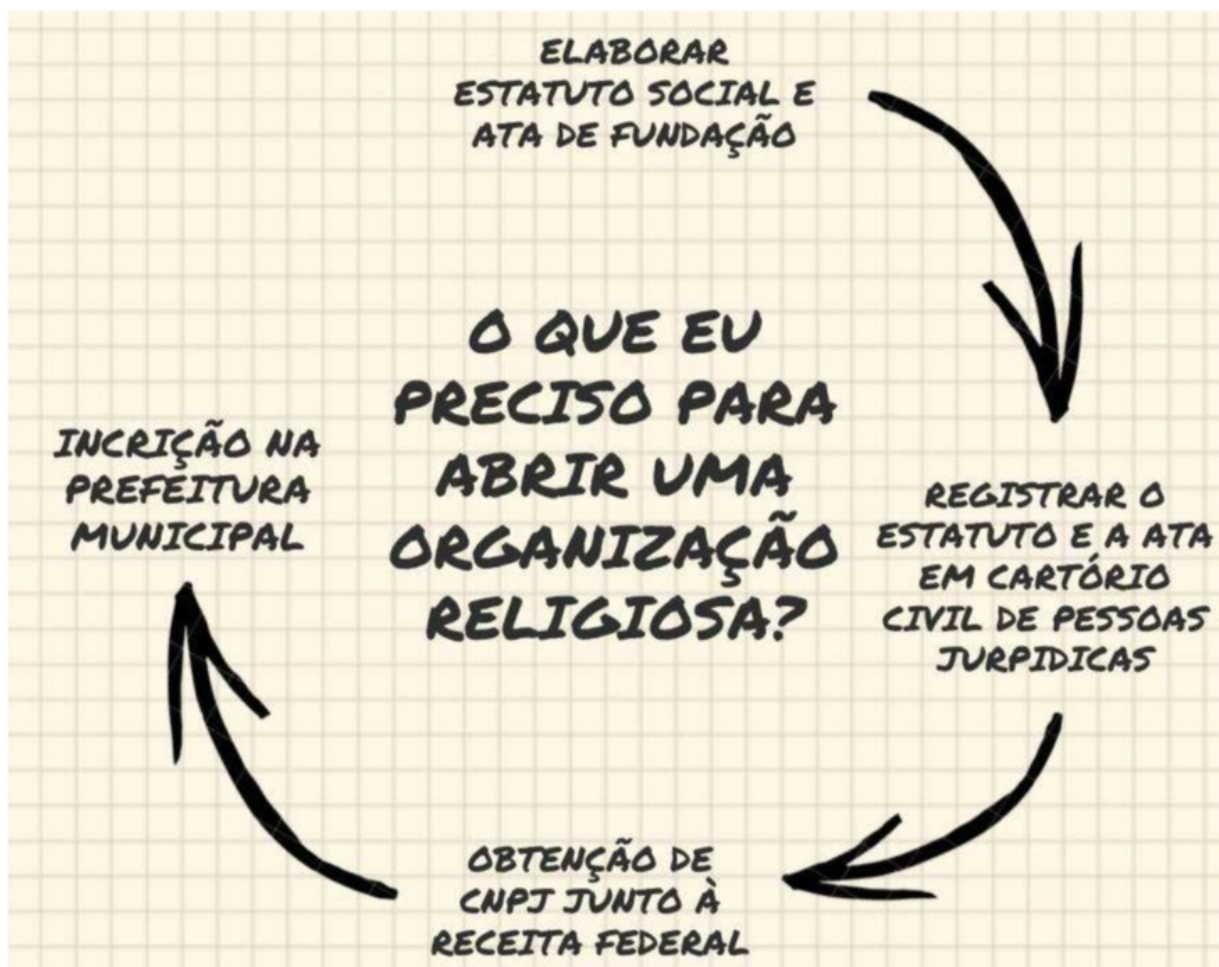 ELABORAR
ESTATUTO SOCIAL E
ATA DE FUNDAÇÃO
O QUE EU
PRECISO PARA
ABRIR UMA
ORGANIZAÇÃO
RELIGIOSA?
REGISTRAR O
ESTATUTO E A ATA
EM CARTÓRIO
CIVIL DE PESSOAS
JURPIDICAS
OBTENÇÃO DE
CNPJ JUNTO À
RECEITA FEDERAL
INCRIÇÃO NA
PREFEITURA
MUNICIPAL